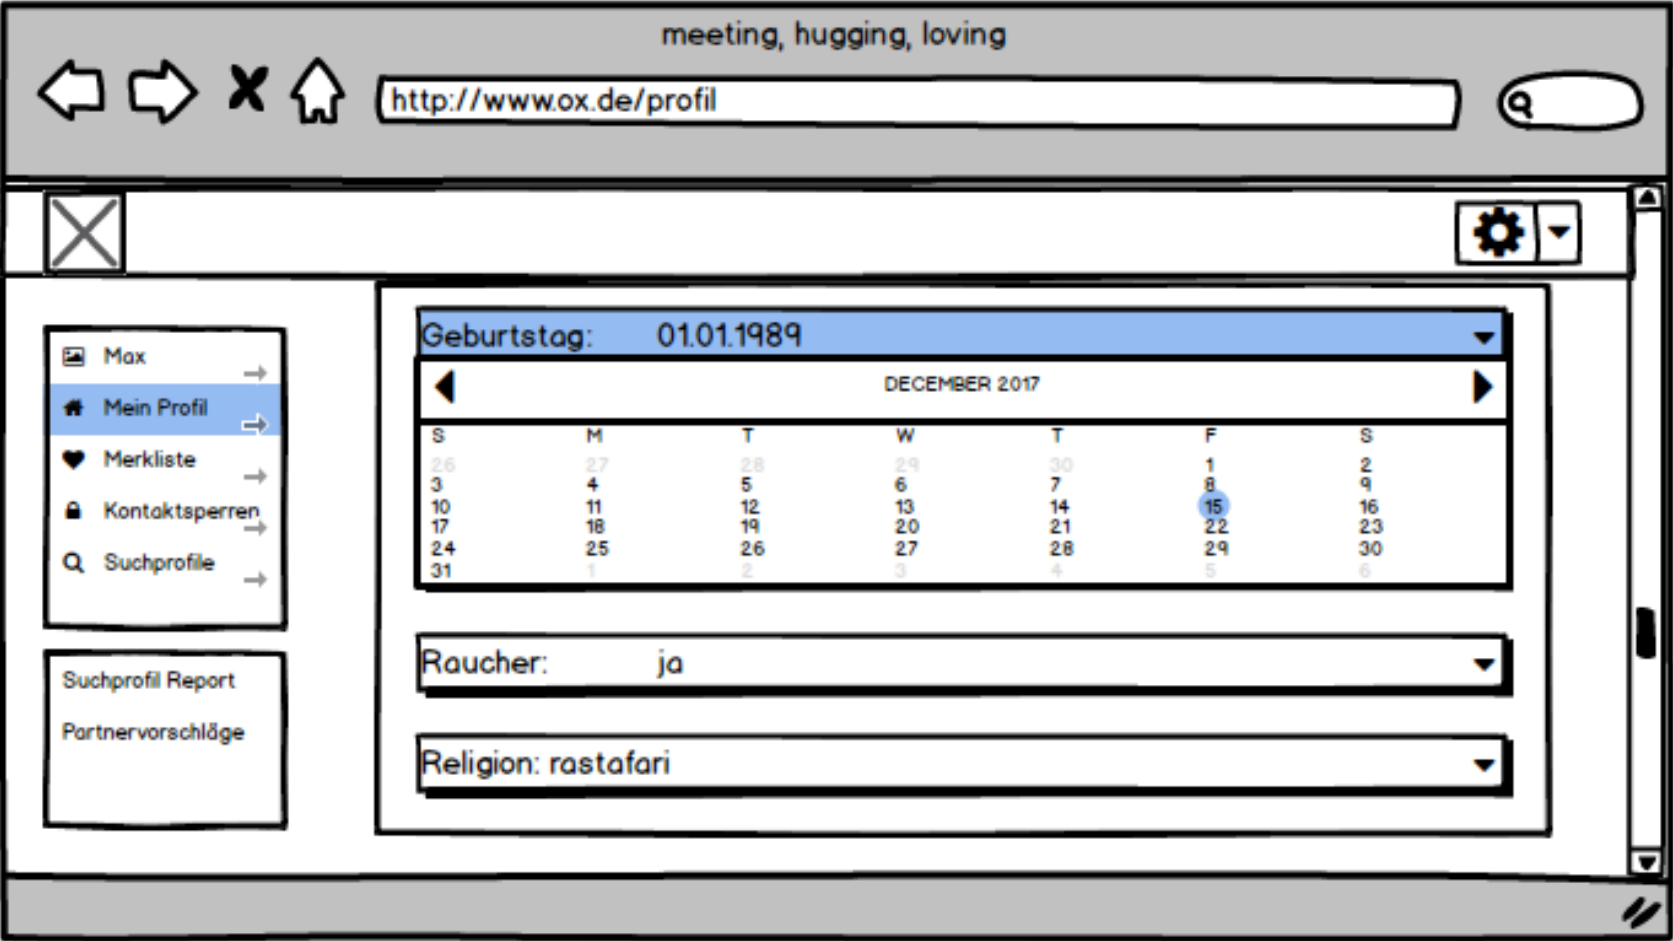 meeting, hugging, loving
http://www.ox.de/profil
Max
Mein Profil
Merkliste
Kontaktsperren
Suchprofile
Suchprofil Report
Partnervorschläge
Geburtstag: 01.01.1989
DECEMBER 2017
S M T W T F S
26 27 28 29 30 1 2
3 4 5 6 7 8 9
10 11 12 13 14 15 16
17 18 19 20 21 22 23
24 25 26 27 28 29 30
31 1 2 3 4 5 6
Raucher: ja
Religion: rastafari